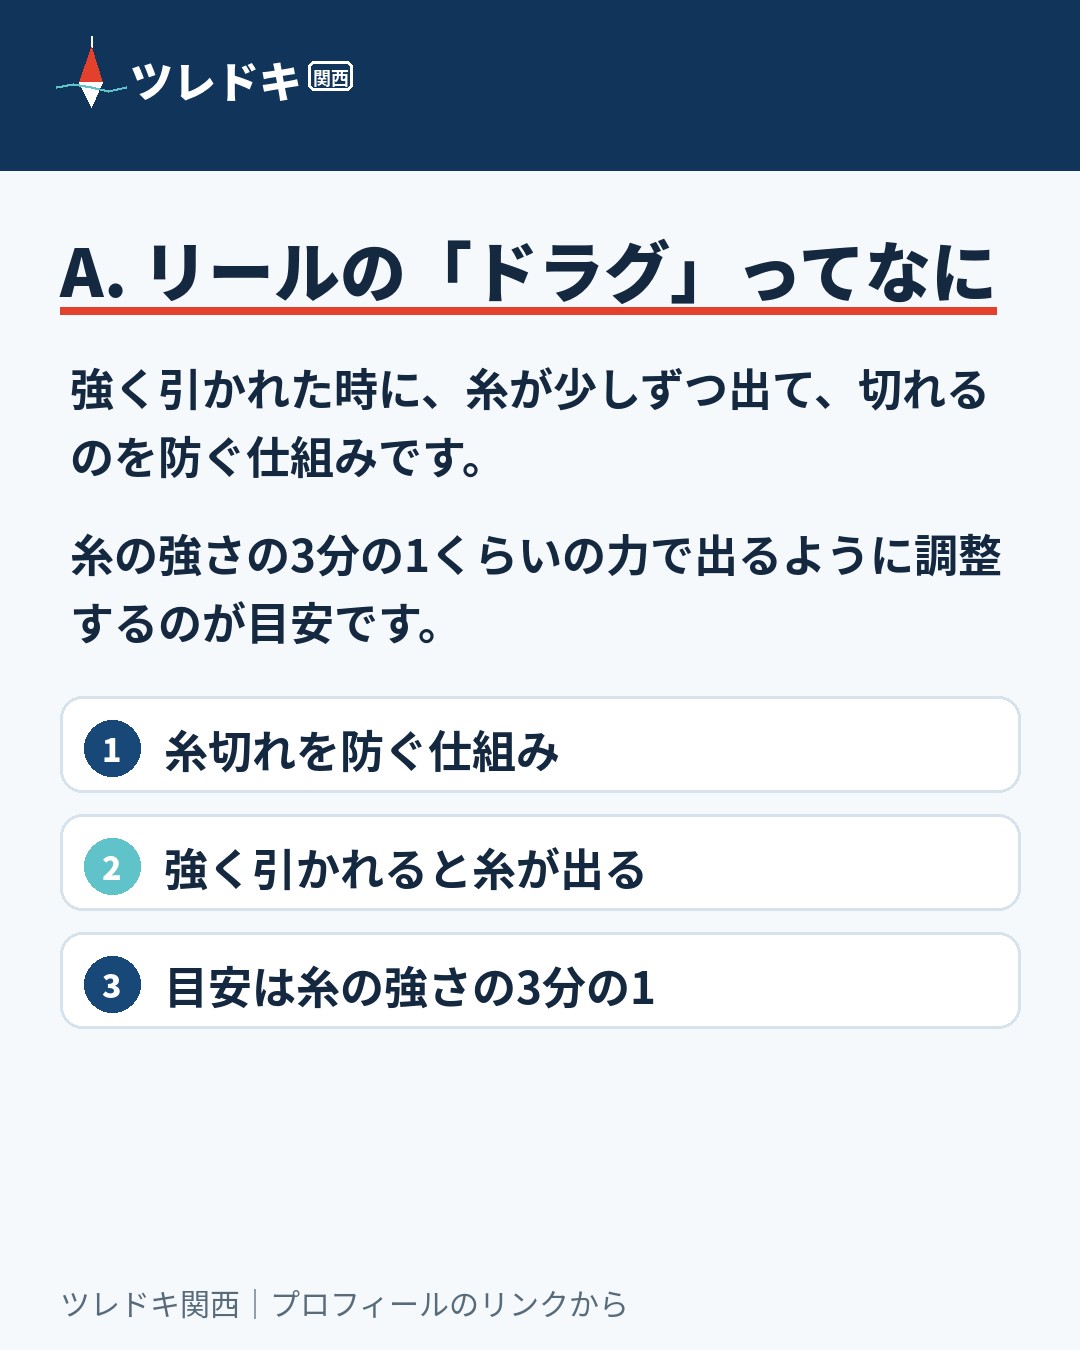 ツレドキ 関西
A. リールの「ドラグ」ってなに
強く引かれた時に、糸が少しずつ出て、切れる
のを防ぐ仕組みです。
糸の強さの3分の1くらいの力で出るように調整
するのが目安です。
1 糸切れを防ぐ仕組み
2 強く引かれると糸が出る
3 目安は糸の強さの3分の1
ツレドキ関西｜プロフィールのリンクから